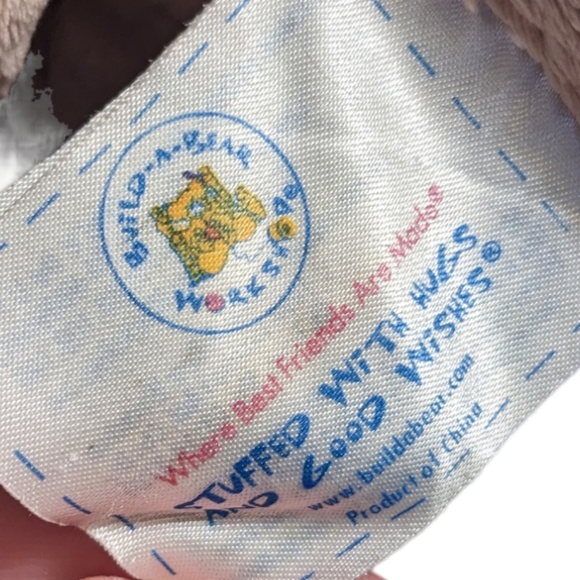 BUILD-A-BEAR
WORKSHOP®
Where Best Friends Are Made®
STUFFED WITH HUGS
AND GOOD WISHES®
www.buildabear.com
Product of China